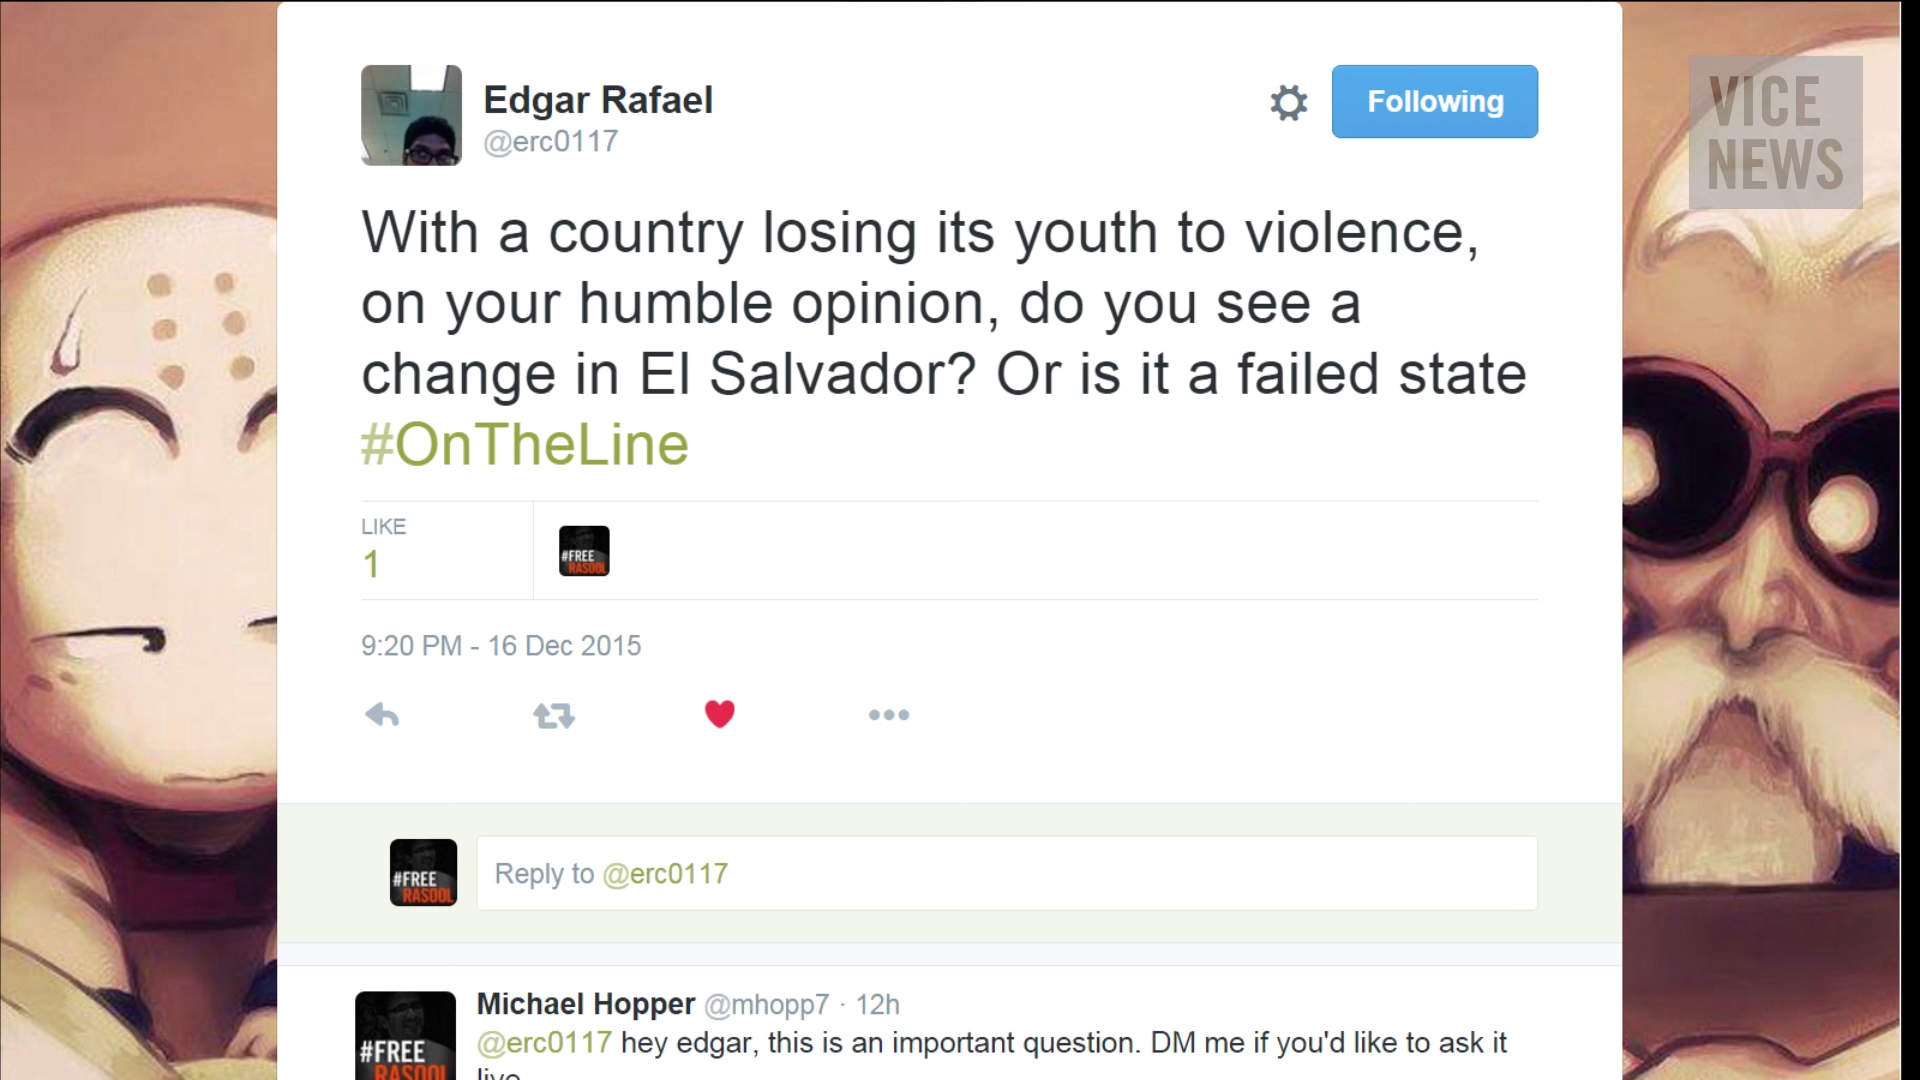 Edgar Rafael
@erc0117
Following
VICE
NEWS
With a country losing its youth to violence,
on your humble opinion, do you see a
change in El Salvador? Or is it a failed state
#OnTheLine
LIKE
1
#FREE
RASOOL
9:20 PM - 16 Dec 2015
#FREE
RASOOL
Reply to @erc0117
Michael Hopper @mhopp7 · 12h
@erc0117 hey edgar, this is an important question. DM me if you'd like to ask it
live
#FREE
RASOOL